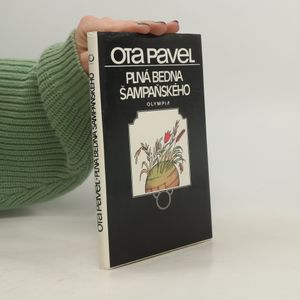 OTA PAVEL
PLNÁ BEDNA
ŠAMPAŇSKÉHO
OLYMPIA
OTA PAVEL • PLNÁ BEDNA ŠAMPAŇSKÉHO